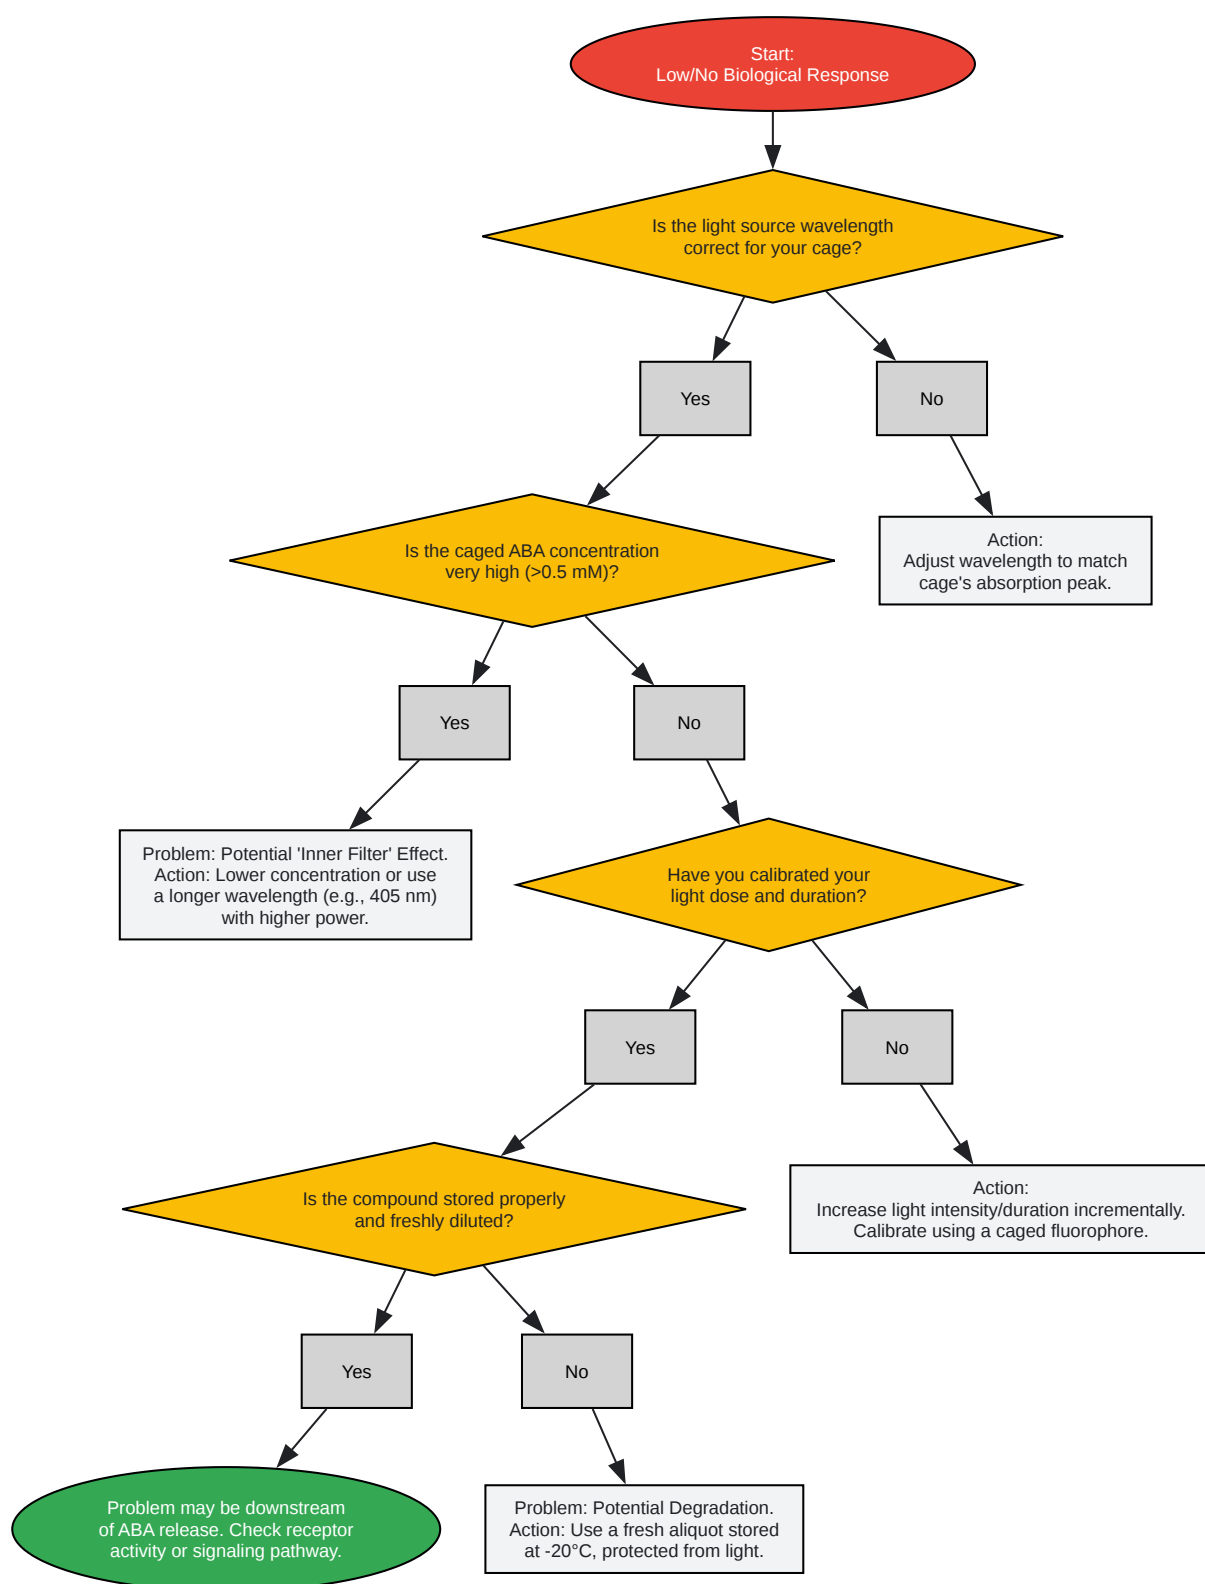 Start:
Low/No Biological Response
Is the light source wavelength
correct for your cage?
Yes
No
Action:
Adjust wavelength to match
cage's absorption peak.
Is the caged ABA concentration
very high (>0.5 mM)?
Yes
No
Problem: Potential 'Inner Filter' Effect.
Action: Lower concentration or use
a longer wavelength (e.g., 405 nm)
with higher power.
Have you calibrated your
light dose and duration?
Yes
No
Action:
Increase light intensity/duration incrementally.
Calibrate using a caged fluorophore.
Is the compound stored properly
and freshly diluted?
Yes
No
Problem may be downstream
of ABA release. Check receptor
activity or signaling pathway.
Problem: Potential Degradation.
Action: Use a fresh aliquot stored
at -20°C, protected from light.